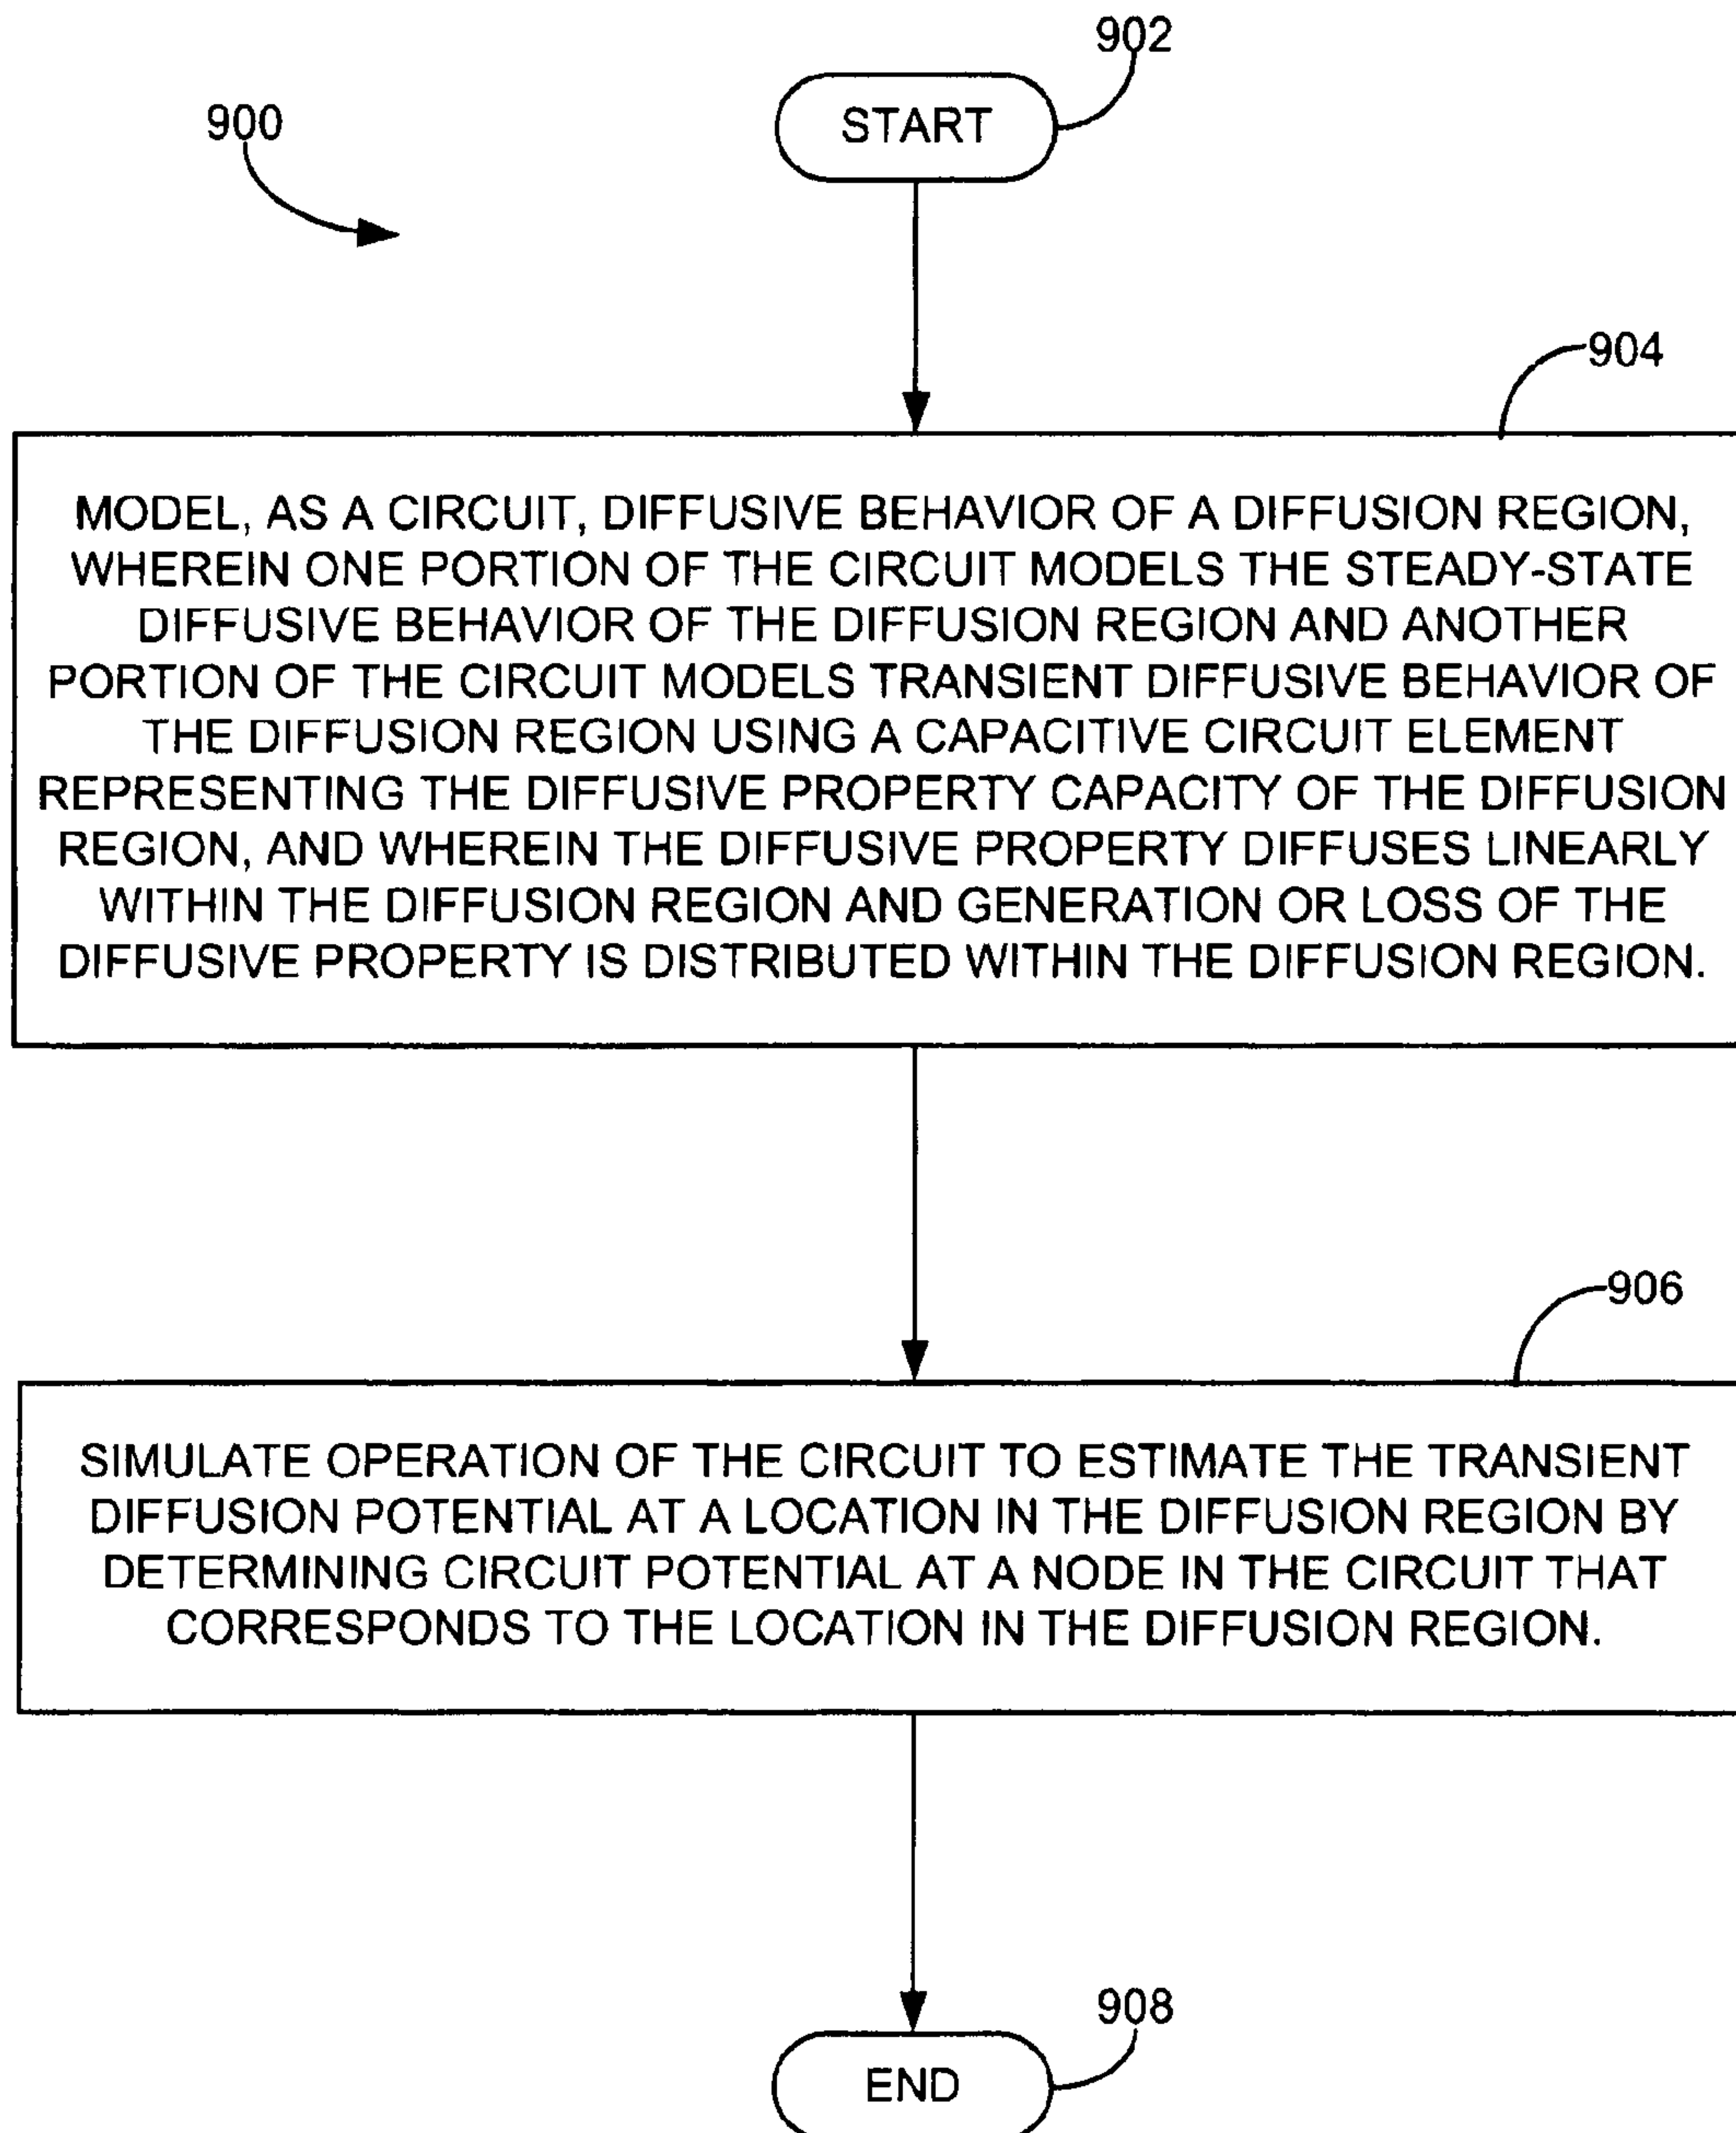 902
START
900
904
MODEL, AS A CIRCUIT, DIFFUSIVE BEHAVIOR OF A DIFFUSION REGION,
WHEREIN ONE PORTION OF THE CIRCUIT MODELS THE STEADY-STATE
DIFFUSIVE BEHAVIOR OF THE DIFFUSION REGION AND ANOTHER
PORTION OF THE CIRCUIT MODELS TRANSIENT DIFFUSIVE BEHAVIOR OF
THE DIFFUSION REGION USING A CAPACITIVE CIRCUIT ELEMENT
REPRESENTING THE DIFFUSIVE PROPERTY CAPACITY OF THE DIFFUSION
REGION, AND WHEREIN THE DIFFUSIVE PROPERTY DIFFUSES LINEARLY
WITHIN THE DIFFUSION REGION AND GENERATION OR LOSS OF THE
DIFFUSIVE PROPERTY IS DISTRIBUTED WITHIN THE DIFFUSION REGION.
906
SIMULATE OPERATION OF THE CIRCUIT TO ESTIMATE THE TRANSIENT
DIFFUSION POTENTIAL AT A LOCATION IN THE DIFFUSION REGION BY
DETERMINING CIRCUIT POTENTIAL AT A NODE IN THE CIRCUIT THAT
CORRESPONDS TO THE LOCATION IN THE DIFFUSION REGION.
908
END